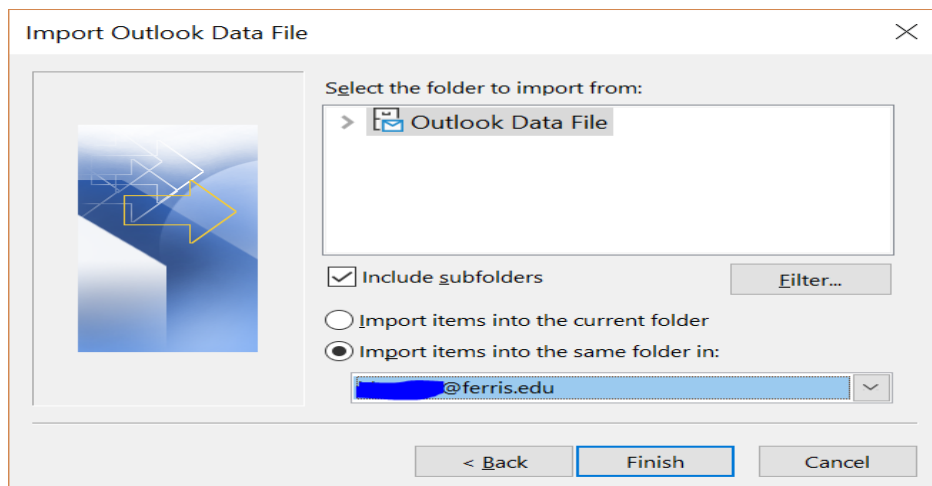 Import Outlook Data File
Select the folder to import from:
Outlook Data File
Include subfolders
Filter...
Import items into the current folder
Import items into the same folder in:
@ferris.edu
< Back
Finish
Cancel